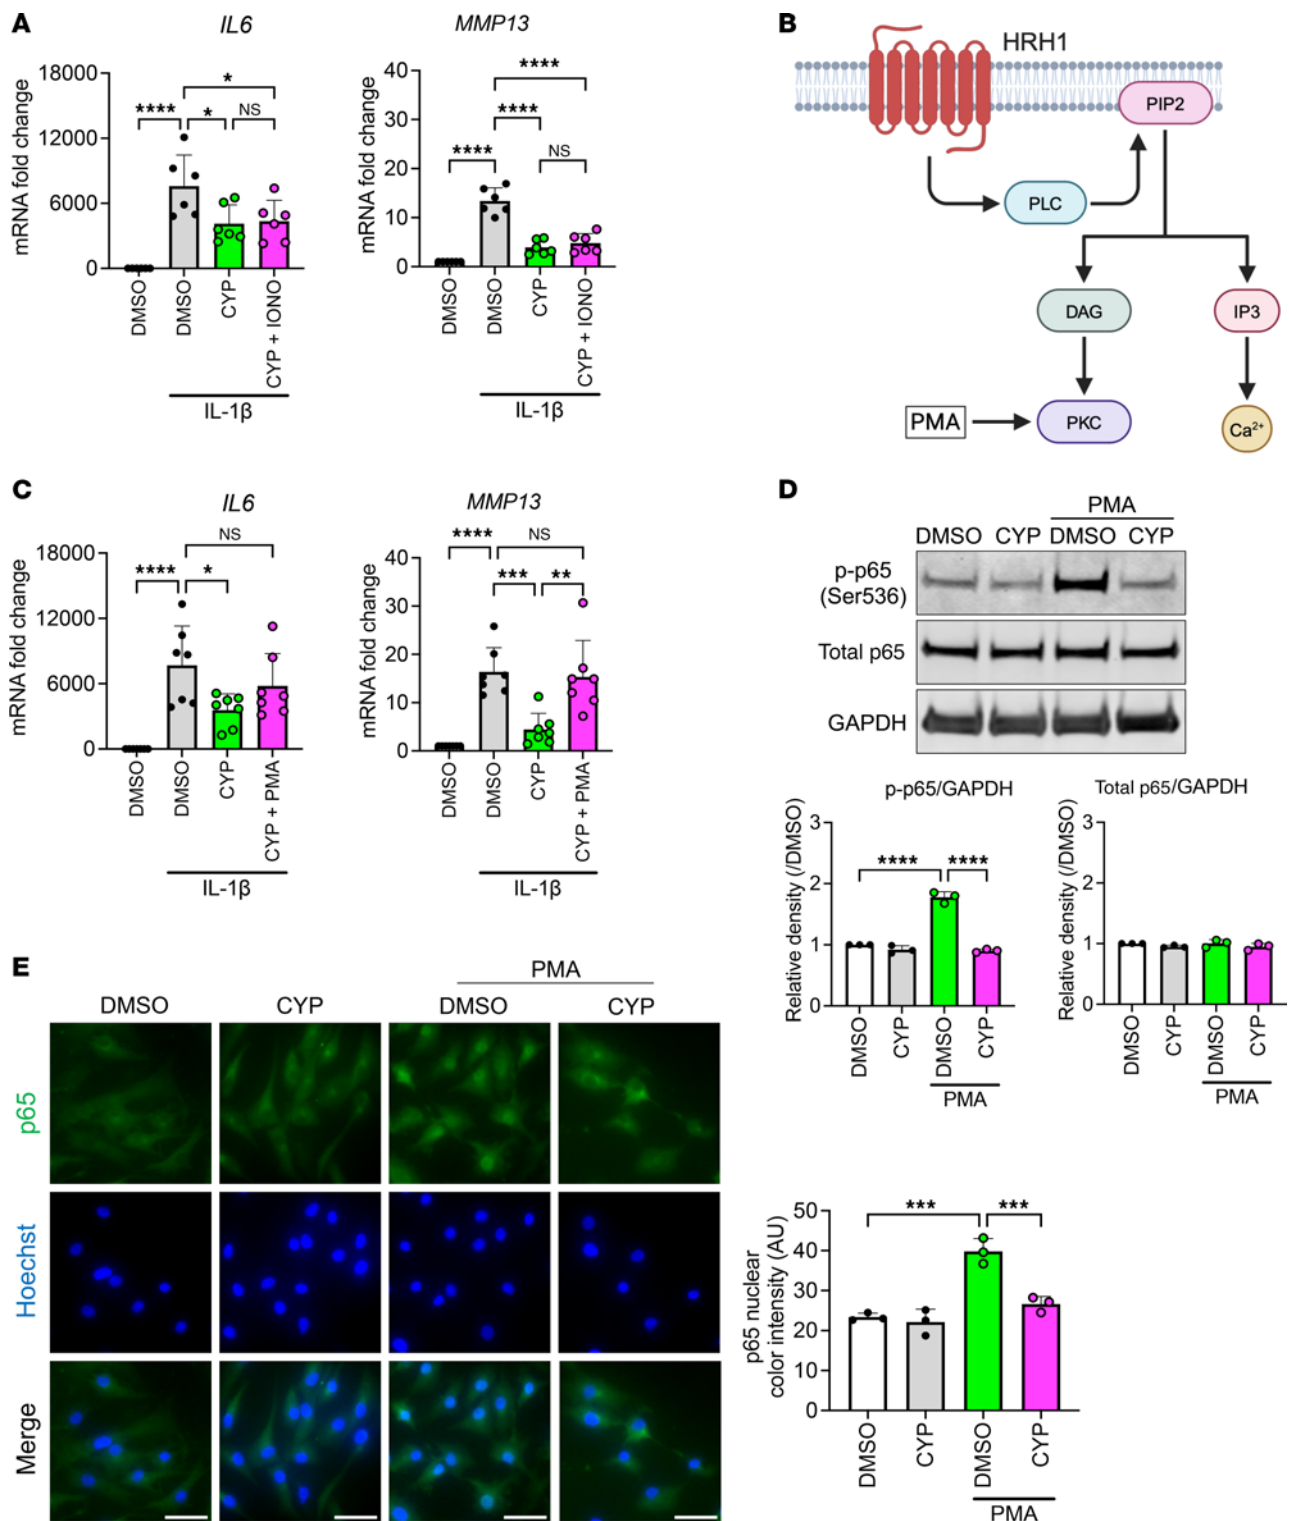 A
IL6
mRNA fold change
18000
12000
6000
0
****
*
*
NS
DMSO
DMSO
CYP
CYP + IONO
IL-1β
MMP13
mRNA fold change
40
30
20
10
0
****
****
****
NS
DMSO
DMSO
CYP
CYP + IONO
IL-1β
B
HRH1
PIP2
PLC
DAG
IP3
PMA
PKC
Ca²⁺
C
IL6
mRNA fold change
18000
12000
6000
0
NS
****
*
DMSO
DMSO
CYP
CYP + PMA
IL-1β
MMP13
mRNA fold change
40
30
20
10
0
****
NS
***
**
DMSO
DMSO
CYP
CYP + PMA
IL-1β
D
PMA
DMSO CYP DMSO CYP
p-p65
(Ser536)
Total p65
GAPDH
p-p65/GAPDH
Relative density (/DMSO)
3
2
1
0
****
****
DMSO
CYP
DMSO
CYP
PMA
Total p65/GAPDH
Relative density (/DMSO)
3
2
1
0
DMSO
CYP
DMSO
CYP
PMA
E
PMA
DMSO CYP DMSO CYP
p65
Hoechst
Merge
p65 nuclear
color intensity (AU)
50
40
30
20
10
0
***
***
DMSO
CYP
DMSO
CYP
PMA